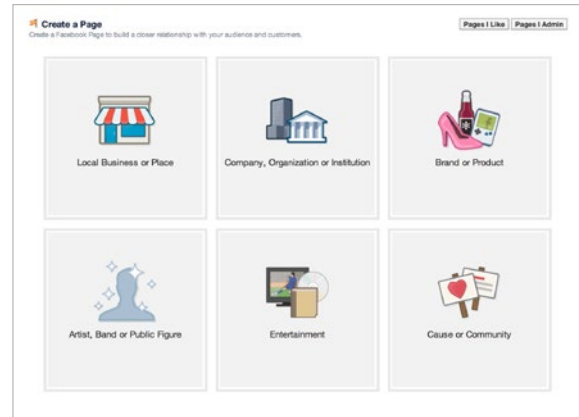 Create a Page
Pages I Like
Pages I Admin
Create a Facebook Page to build a closer relationship with your audience and customers.
Local Business or Place
Company, Organization or Institution
Brand or Product
Artist, Band or Public Figure
Entertainment
Cause or Community